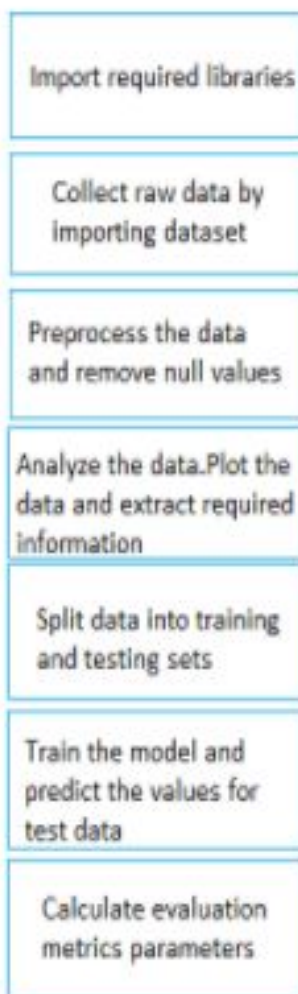 Import required libraries
Collect raw data by
importing dataset
Preprocess the data
and remove null values
Analyze the data.Plot the
data and extract required
information
Split data into training
and testing sets
Train the model and
predict the values for
test data
Calculate evaluation
metrics parameters